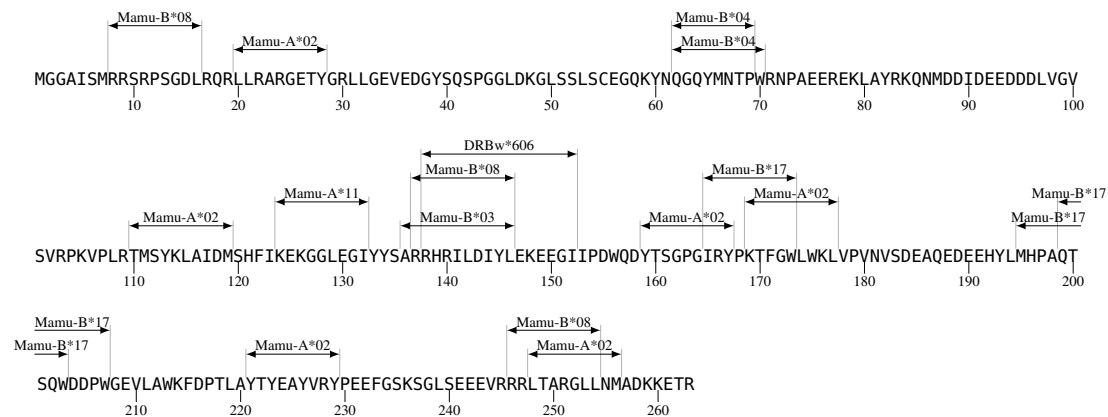 Mamu-B*08 Mamu-B*04
Mamu-A*02 Mamu-B*04
MGGAISMRRSRPSGDLRQRLLRARGETYGRLLGEVEDGYSQSPGGLDKGLSSLSCEGQKYNQGQYMNTPWRNPAEEREKLAYRKQNMDDIDEEDDDLVGV
10 20 30 40 50 60 70 80 90 100
DRBw*606
Mamu-B*08 Mamu-B*17
Mamu-A*11 Mamu-A*02 Mamu-B*17
Mamu-A*02 Mamu-B*03 Mamu-A*02 Mamu-B*17
SVRPKVPLRTMSYKLAIDMSHFIKEKGGLEGIYYSARRHRILDIYLEKEEGIIPDWQDYTSGPGIRYPKTFGWLWKLVPVNVSDEAQEDEEHYLMHPAQT
110 120 130 140 150 160 170 180 190 200
Mamu-B*17 Mamu-B*08
Mamu-B*17 Mamu-A*02 Mamu-A*02
SQWDDPWGEVLAWKFDPTLAYTYEAYVRYPEEFGSKSGLSEEEVRRRLTARGLLNMADKKETR
210 220 230 240 250 260